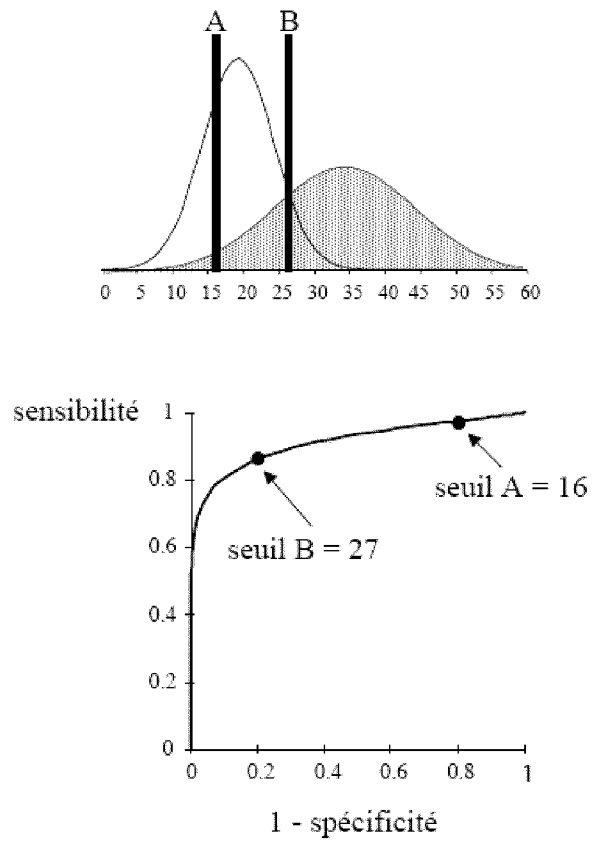 A B
0 5 10 15 20 25 30 35 40 45 50 55 60
sensibilité 1
0.8
seuil A = 16
seuil B = 27
0.6
0.4
0.2
0
0 0.2 0.4 0.6 0.8 1
1 - spécificité